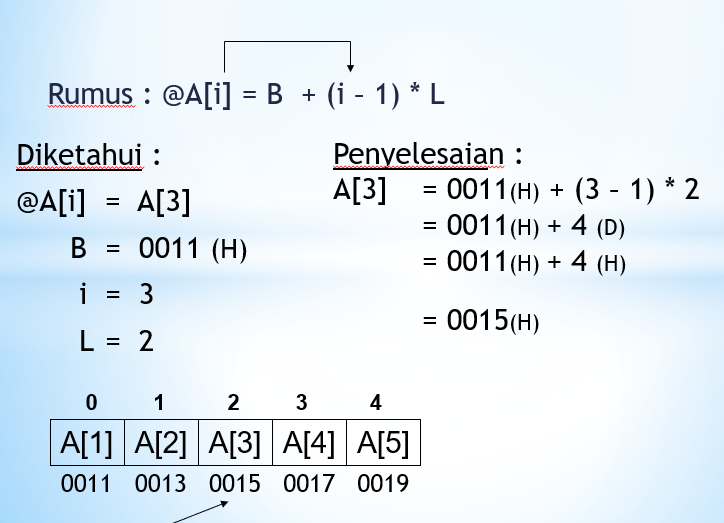 Rumus : @A[i] = B + (i – 1) * L
Diketahui :
@A[i] = A[3]
B = 0011 (H)
i = 3
L = 2
Penyelesaian :
A[3] = 0011(H) + (3 – 1) * 2
= 0011(H) + 4 (D)
= 0011(H) + 4 (H)
= 0015(H)
0 1 2 3 4
A[1] A[2] A[3] A[4] A[5]
0011 0013 0015 0017 0019